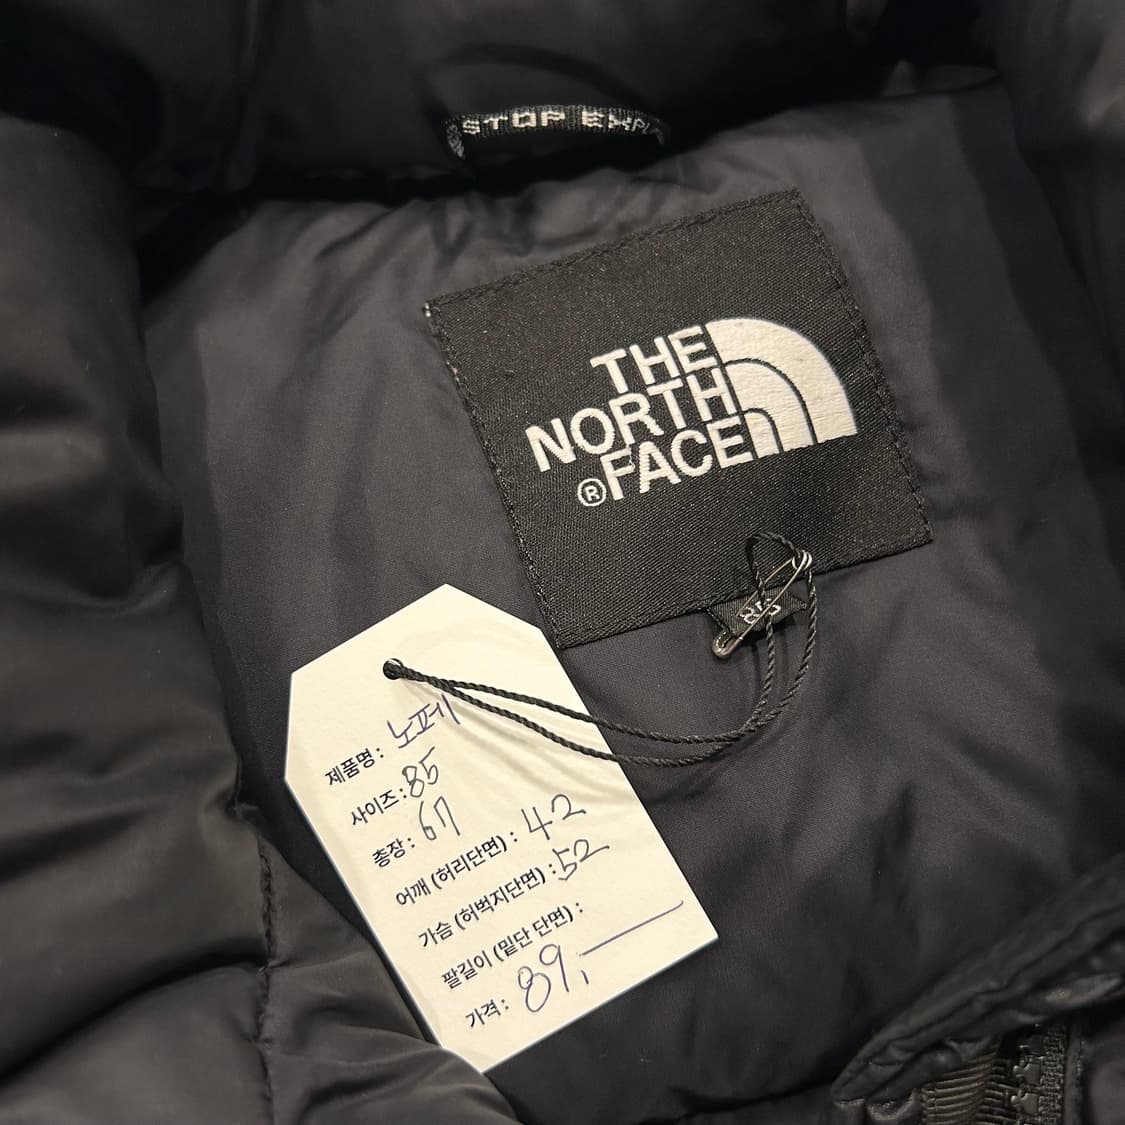 STOP EXPL
THE
NORTH
FACE
®
85
제품명: 노페
사이즈: 85
총장: 67
어깨 (허리단면): 42
가슴 (허벅지단면): 52
팔길이 (밑단 단면):
가격: 89,—